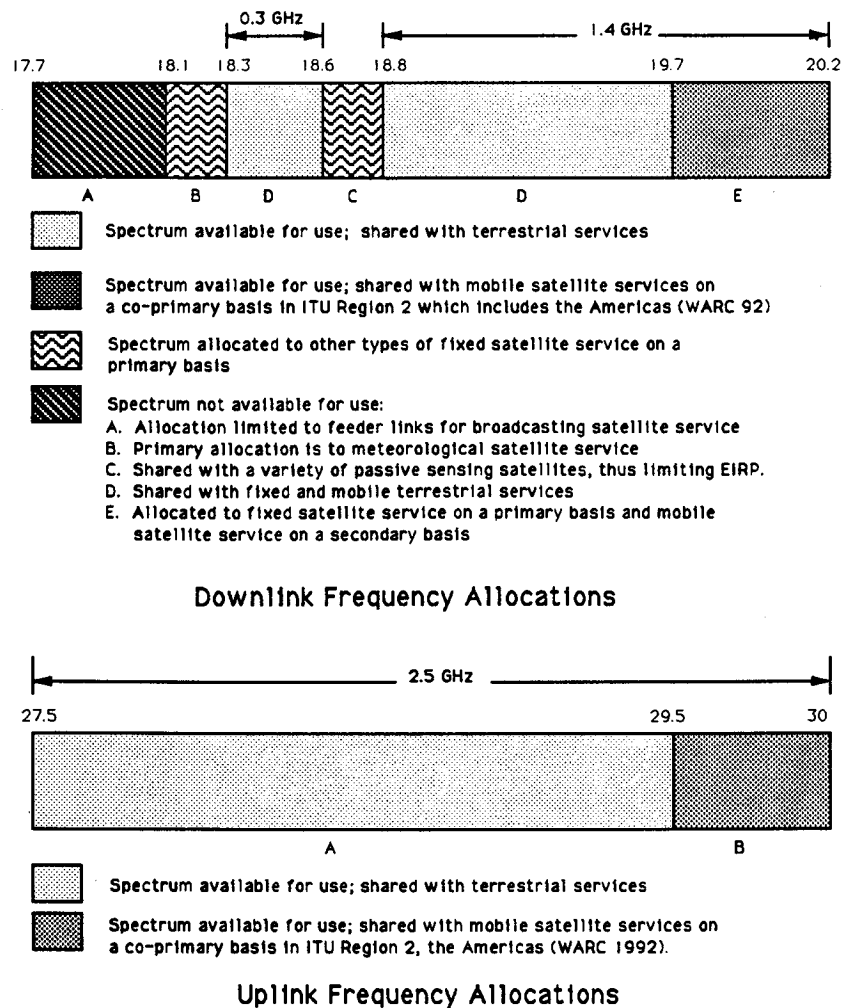 0.3 GHz
1.4 GHz
17.7 18.1 18.3 18.6 18.8 19.7 20.2
A B D C D E
Spectrum available for use; shared with terrestrial services
Spectrum available for use; shared with mobile satellite services on
a co-primary basis in ITU Region 2 which includes the Americas (WARC 92)
Spectrum allocated to other types of fixed satellite service on a
primary basis
Spectrum not available for use:
A. Allocation limited to feeder links for broadcasting satellite service
B. Primary allocation is to meteorological satellite service
C. Shared with a variety of passive sensing satellites, thus limiting EIRP.
D. Shared with fixed and mobile terrestrial services
E. Allocated to fixed satellite service on a primary basis and mobile
satellite service on a secondary basis
Downlink Frequency Allocations
2.5 GHz
27.5 29.5 30
A B
Spectrum available for use; shared with terrestrial services
Spectrum available for use; shared with mobile satellite services on
a co-primary basis in ITU Region 2, the Americas (WARC 1992).
Uplink Frequency Allocations